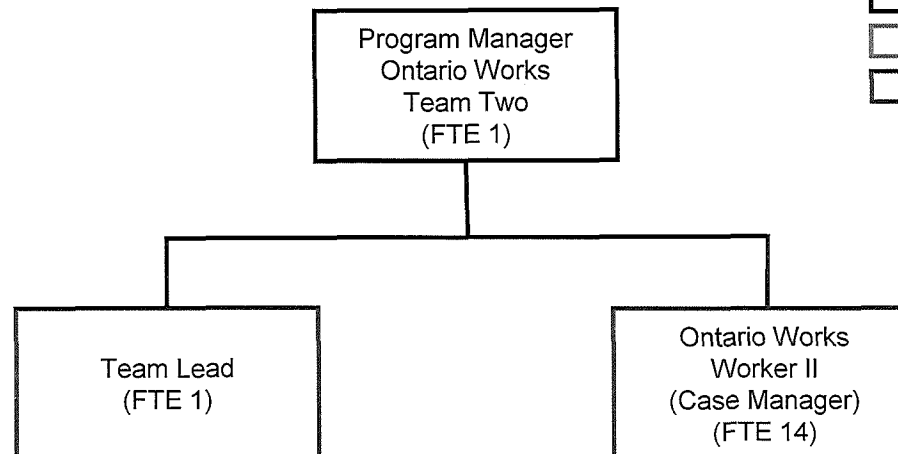 Program Manager
Ontario Works
Team Two
(FTE 1)
Team Lead
(FTE 1)
Ontario Works
Worker II
(Case Manager)
(FTE 14)